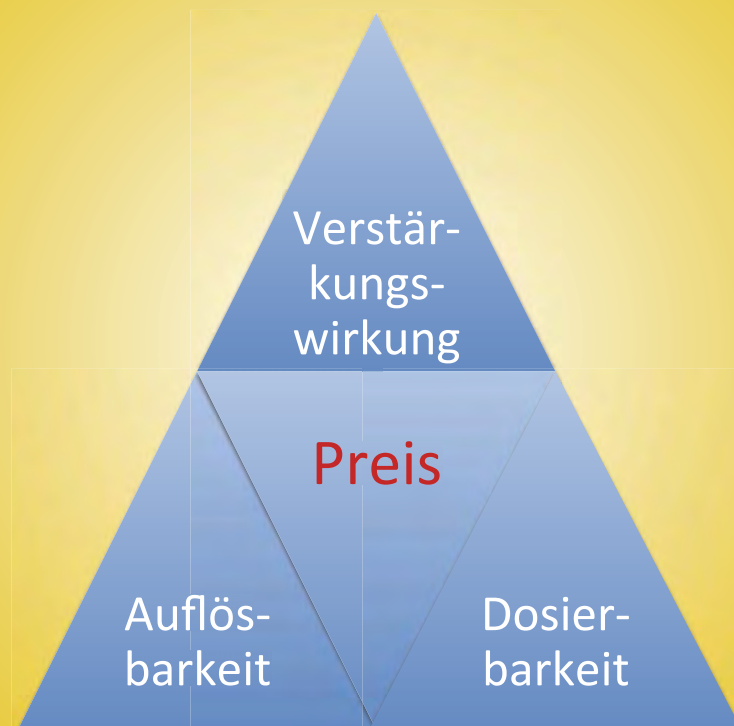 Verstär-
kungs-
wirkung
Preis
Auflös-
barkeit
Dosier-
barkeit